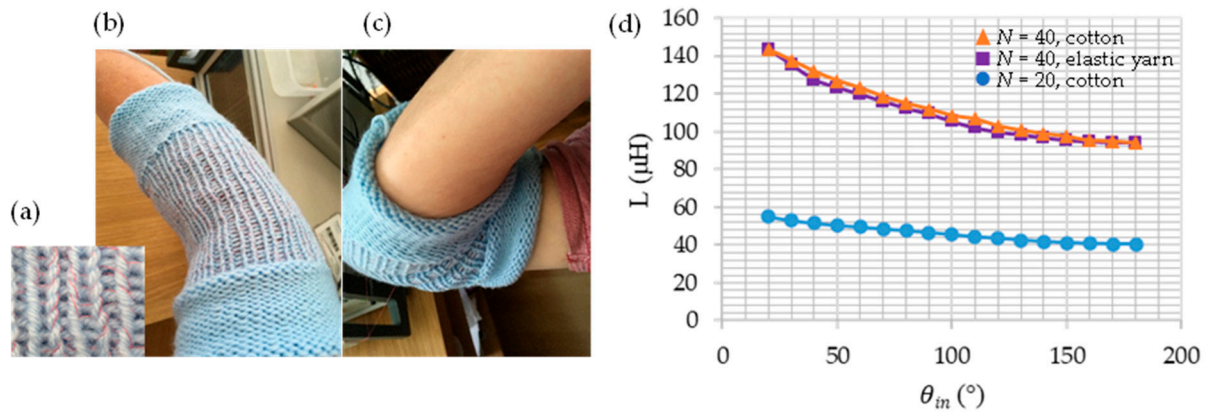 (a)
(b)
(c)
(d)
160
140
120
100
80
60
40
20
0
L (µH)
N = 40, cotton
N = 40, elastic yarn
N = 20, cotton
0 50 100 150 200
θin (°)